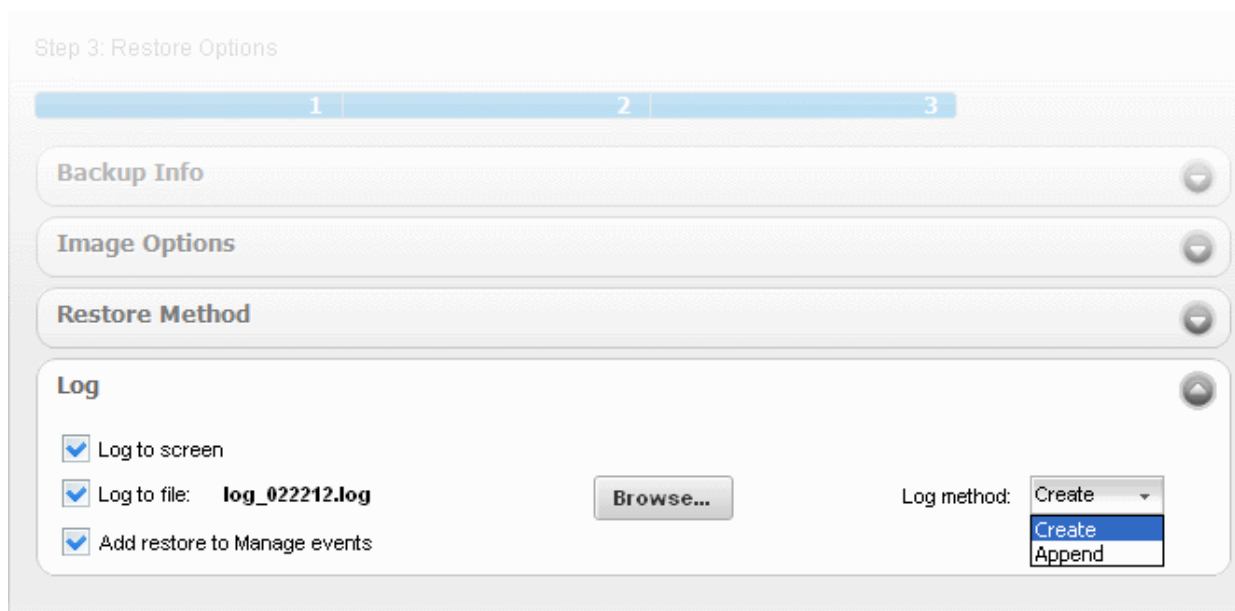 Step 3: Restore Options
1 2 3
Backup Info
Image Options
Restore Method
Log
Log to screen
Log to file: log_022212.log Browse... Log method: Create
Create
Append
Add restore to Manage events